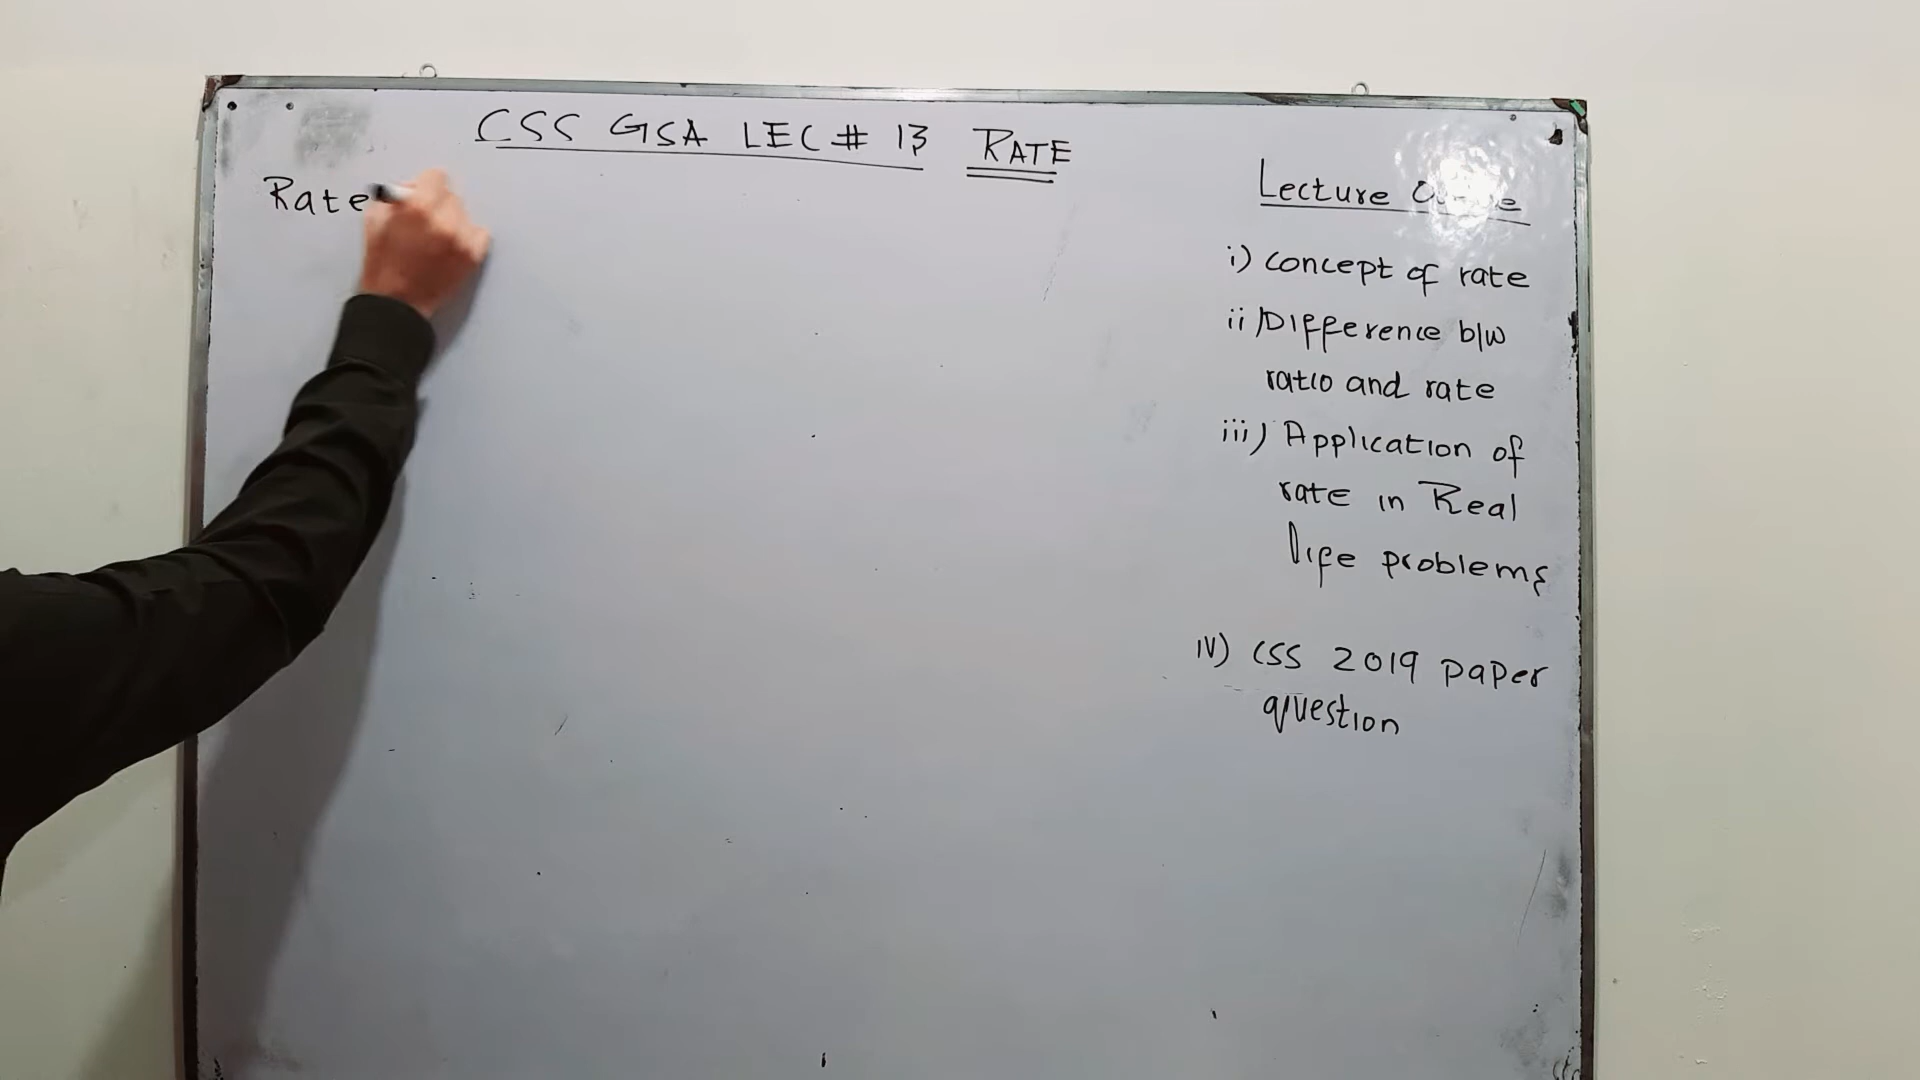 CSS GSA LEC # 13 RATE
Rate
Lecture
i) concept of rate
ii) Difference b/w
ratio and rate
iii) Application of
rate in Real
life problems
iv) CSS 2019 paper
question